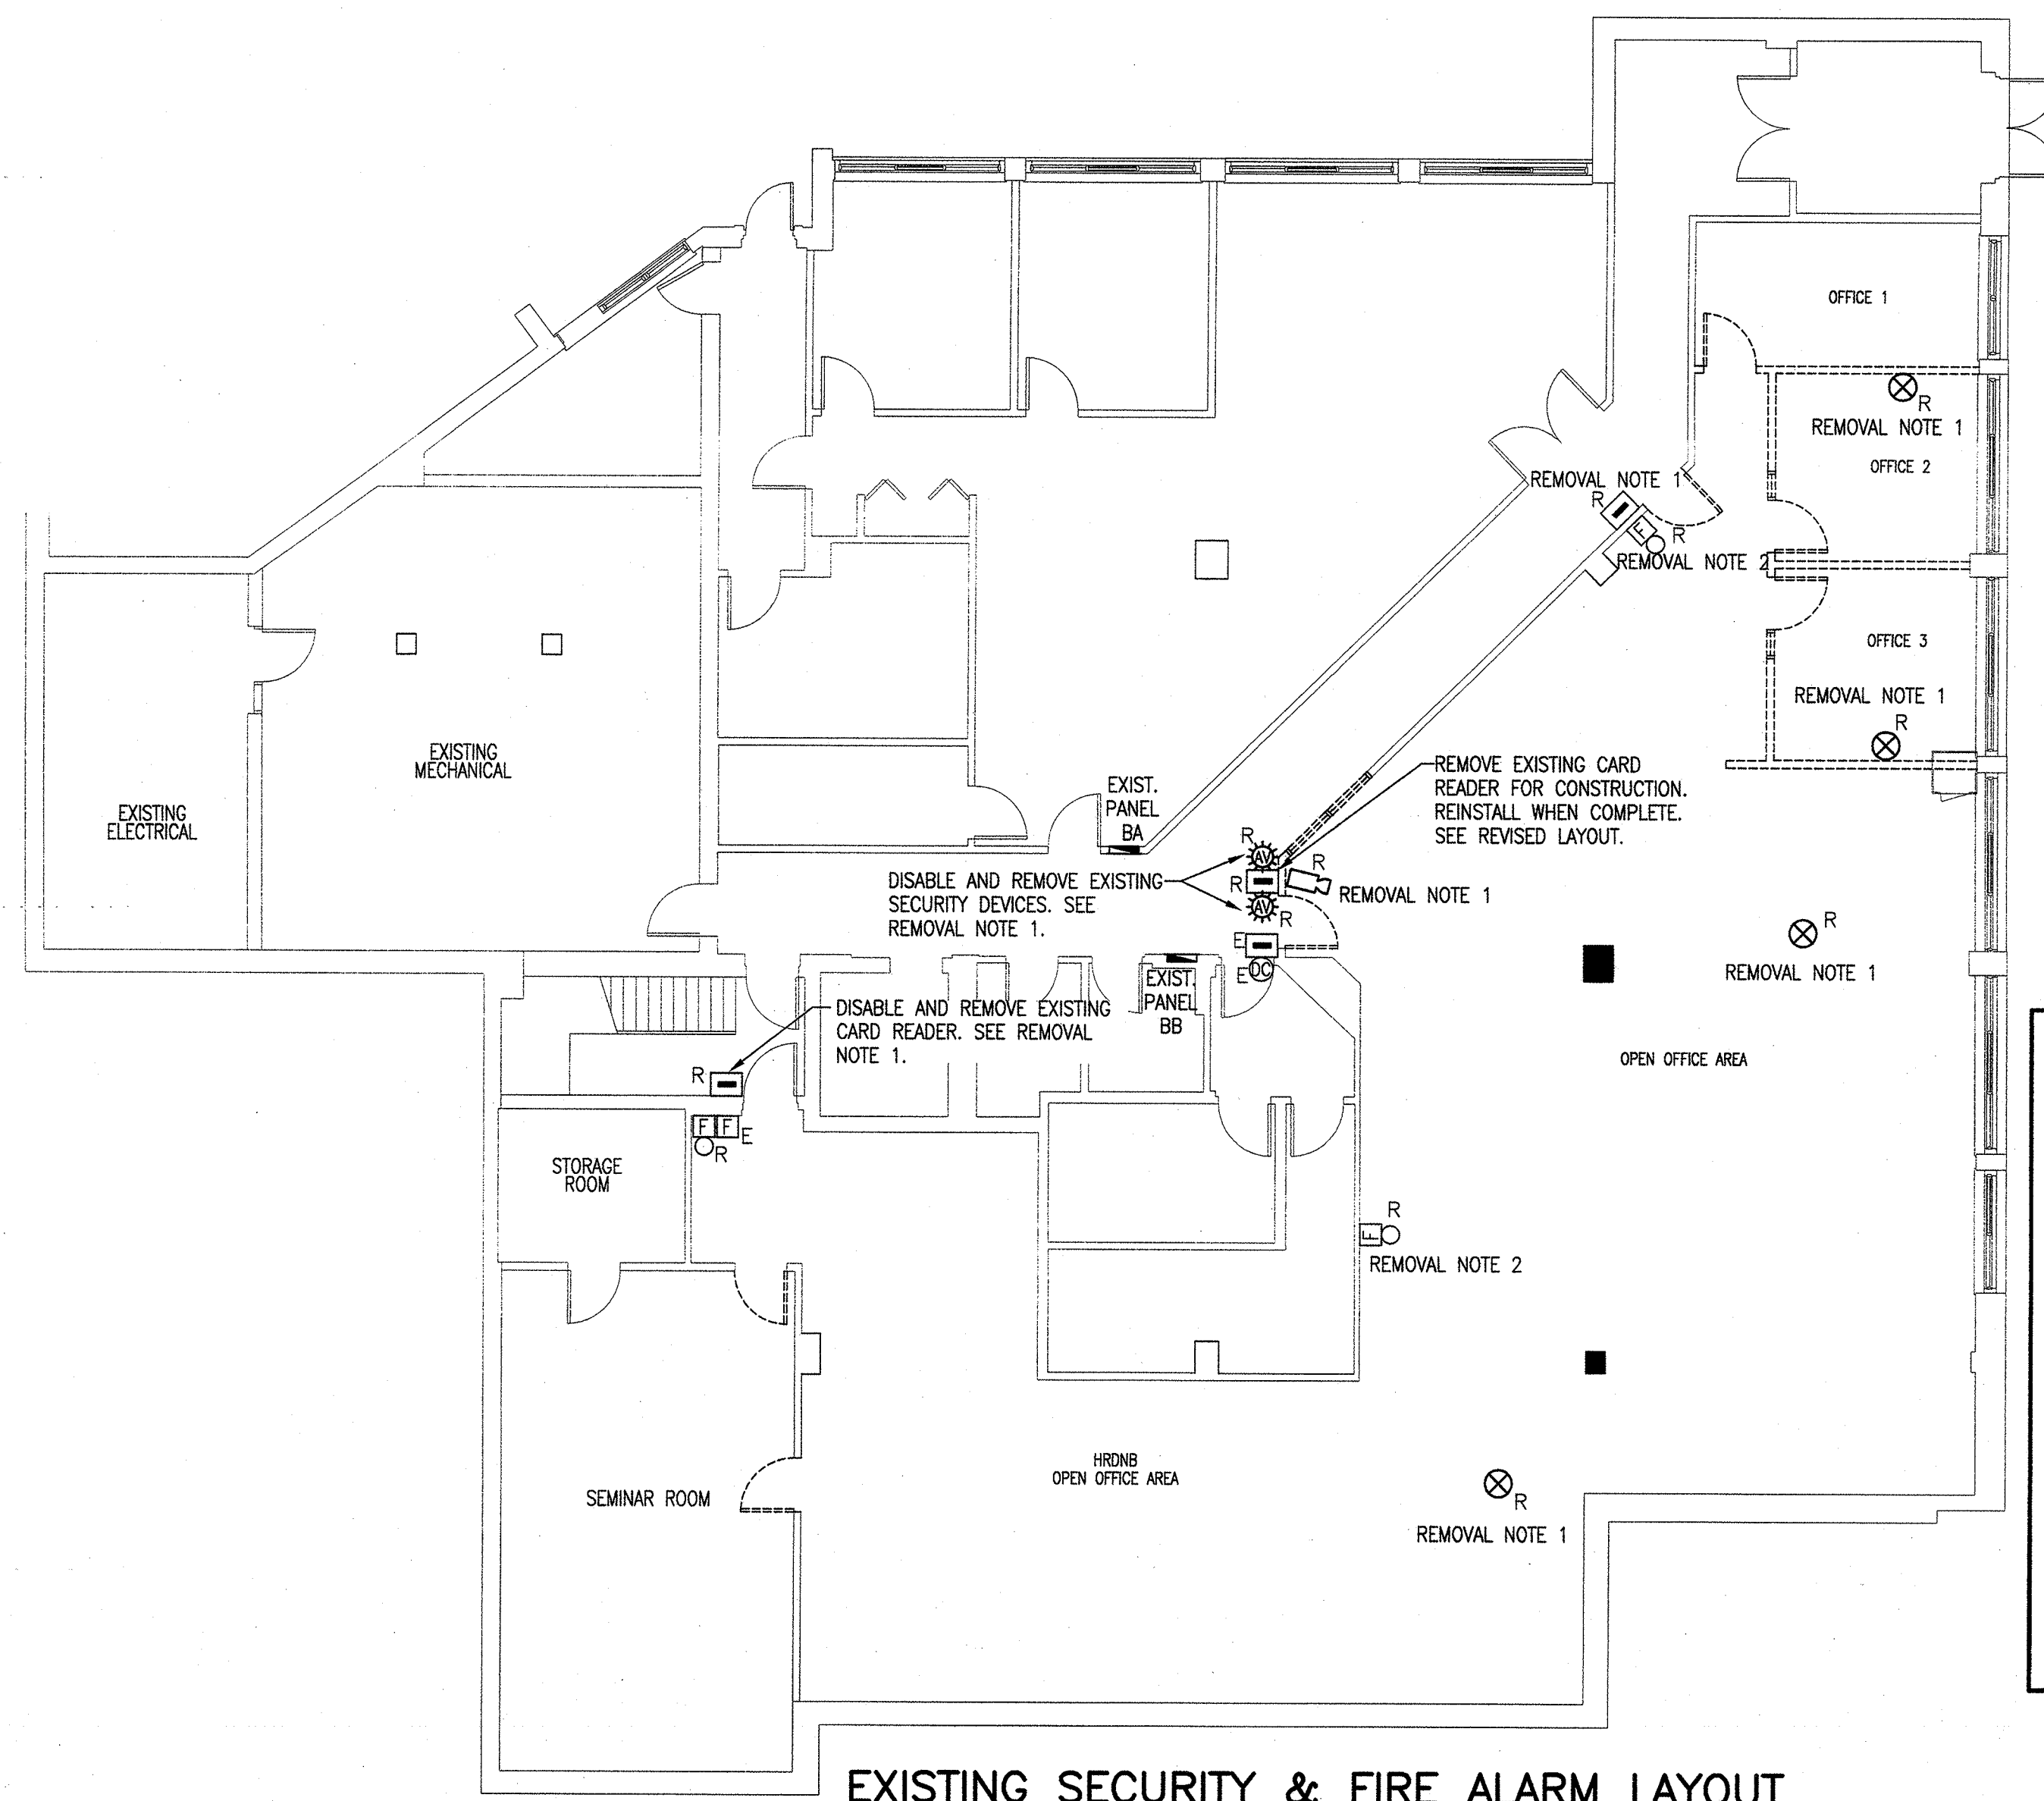 OFFICE 1
R
REMOVAL NOTE 1
OFFICE 2
REMOVAL NOTE 1
R
F
R
REMOVAL NOTE 2
OFFICE 3
REMOVAL NOTE 1
R
EXISTING
MECHANICAL
EXISTING
ELECTRICAL
EXIST.
PANEL
BA
REMOVE EXISTING CARD
READER FOR CONSTRUCTION.
REINSTALL WHEN COMPLETE.
SEE REVISED LAYOUT.
R
AV
R
R
AV
R
REMOVAL NOTE 1
DISABLE AND REMOVE EXISTING
SECURITY DEVICES. SEE
REMOVAL NOTE 1.
E
E
DC
R
REMOVAL NOTE 1
EXIST.
PANEL
BB
DISABLE AND REMOVE EXISTING
CARD READER. SEE REMOVAL
NOTE 1.
R
OPEN OFFICE AREA
F
F
E
R
STORAGE
ROOM
R
F
REMOVAL NOTE 2
HRDNB
OPEN OFFICE AREA
SEMINAR ROOM
R
REMOVAL NOTE 1
EXISTING SECURITY & FIRE ALARM LAYOUT